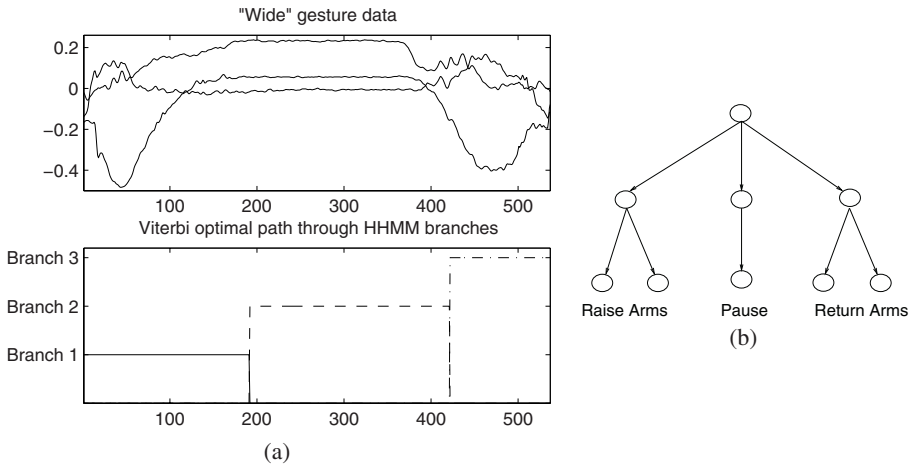 "Wide" gesture data
0.2
0
−0.2
−0.4
100 200 300 400 500
Viterbi optimal path through HHMM branches
Branch 3
Branch 2
Branch 1
100 200 300 400 500
(a)
Raise Arms Pause Return Arms
(b)